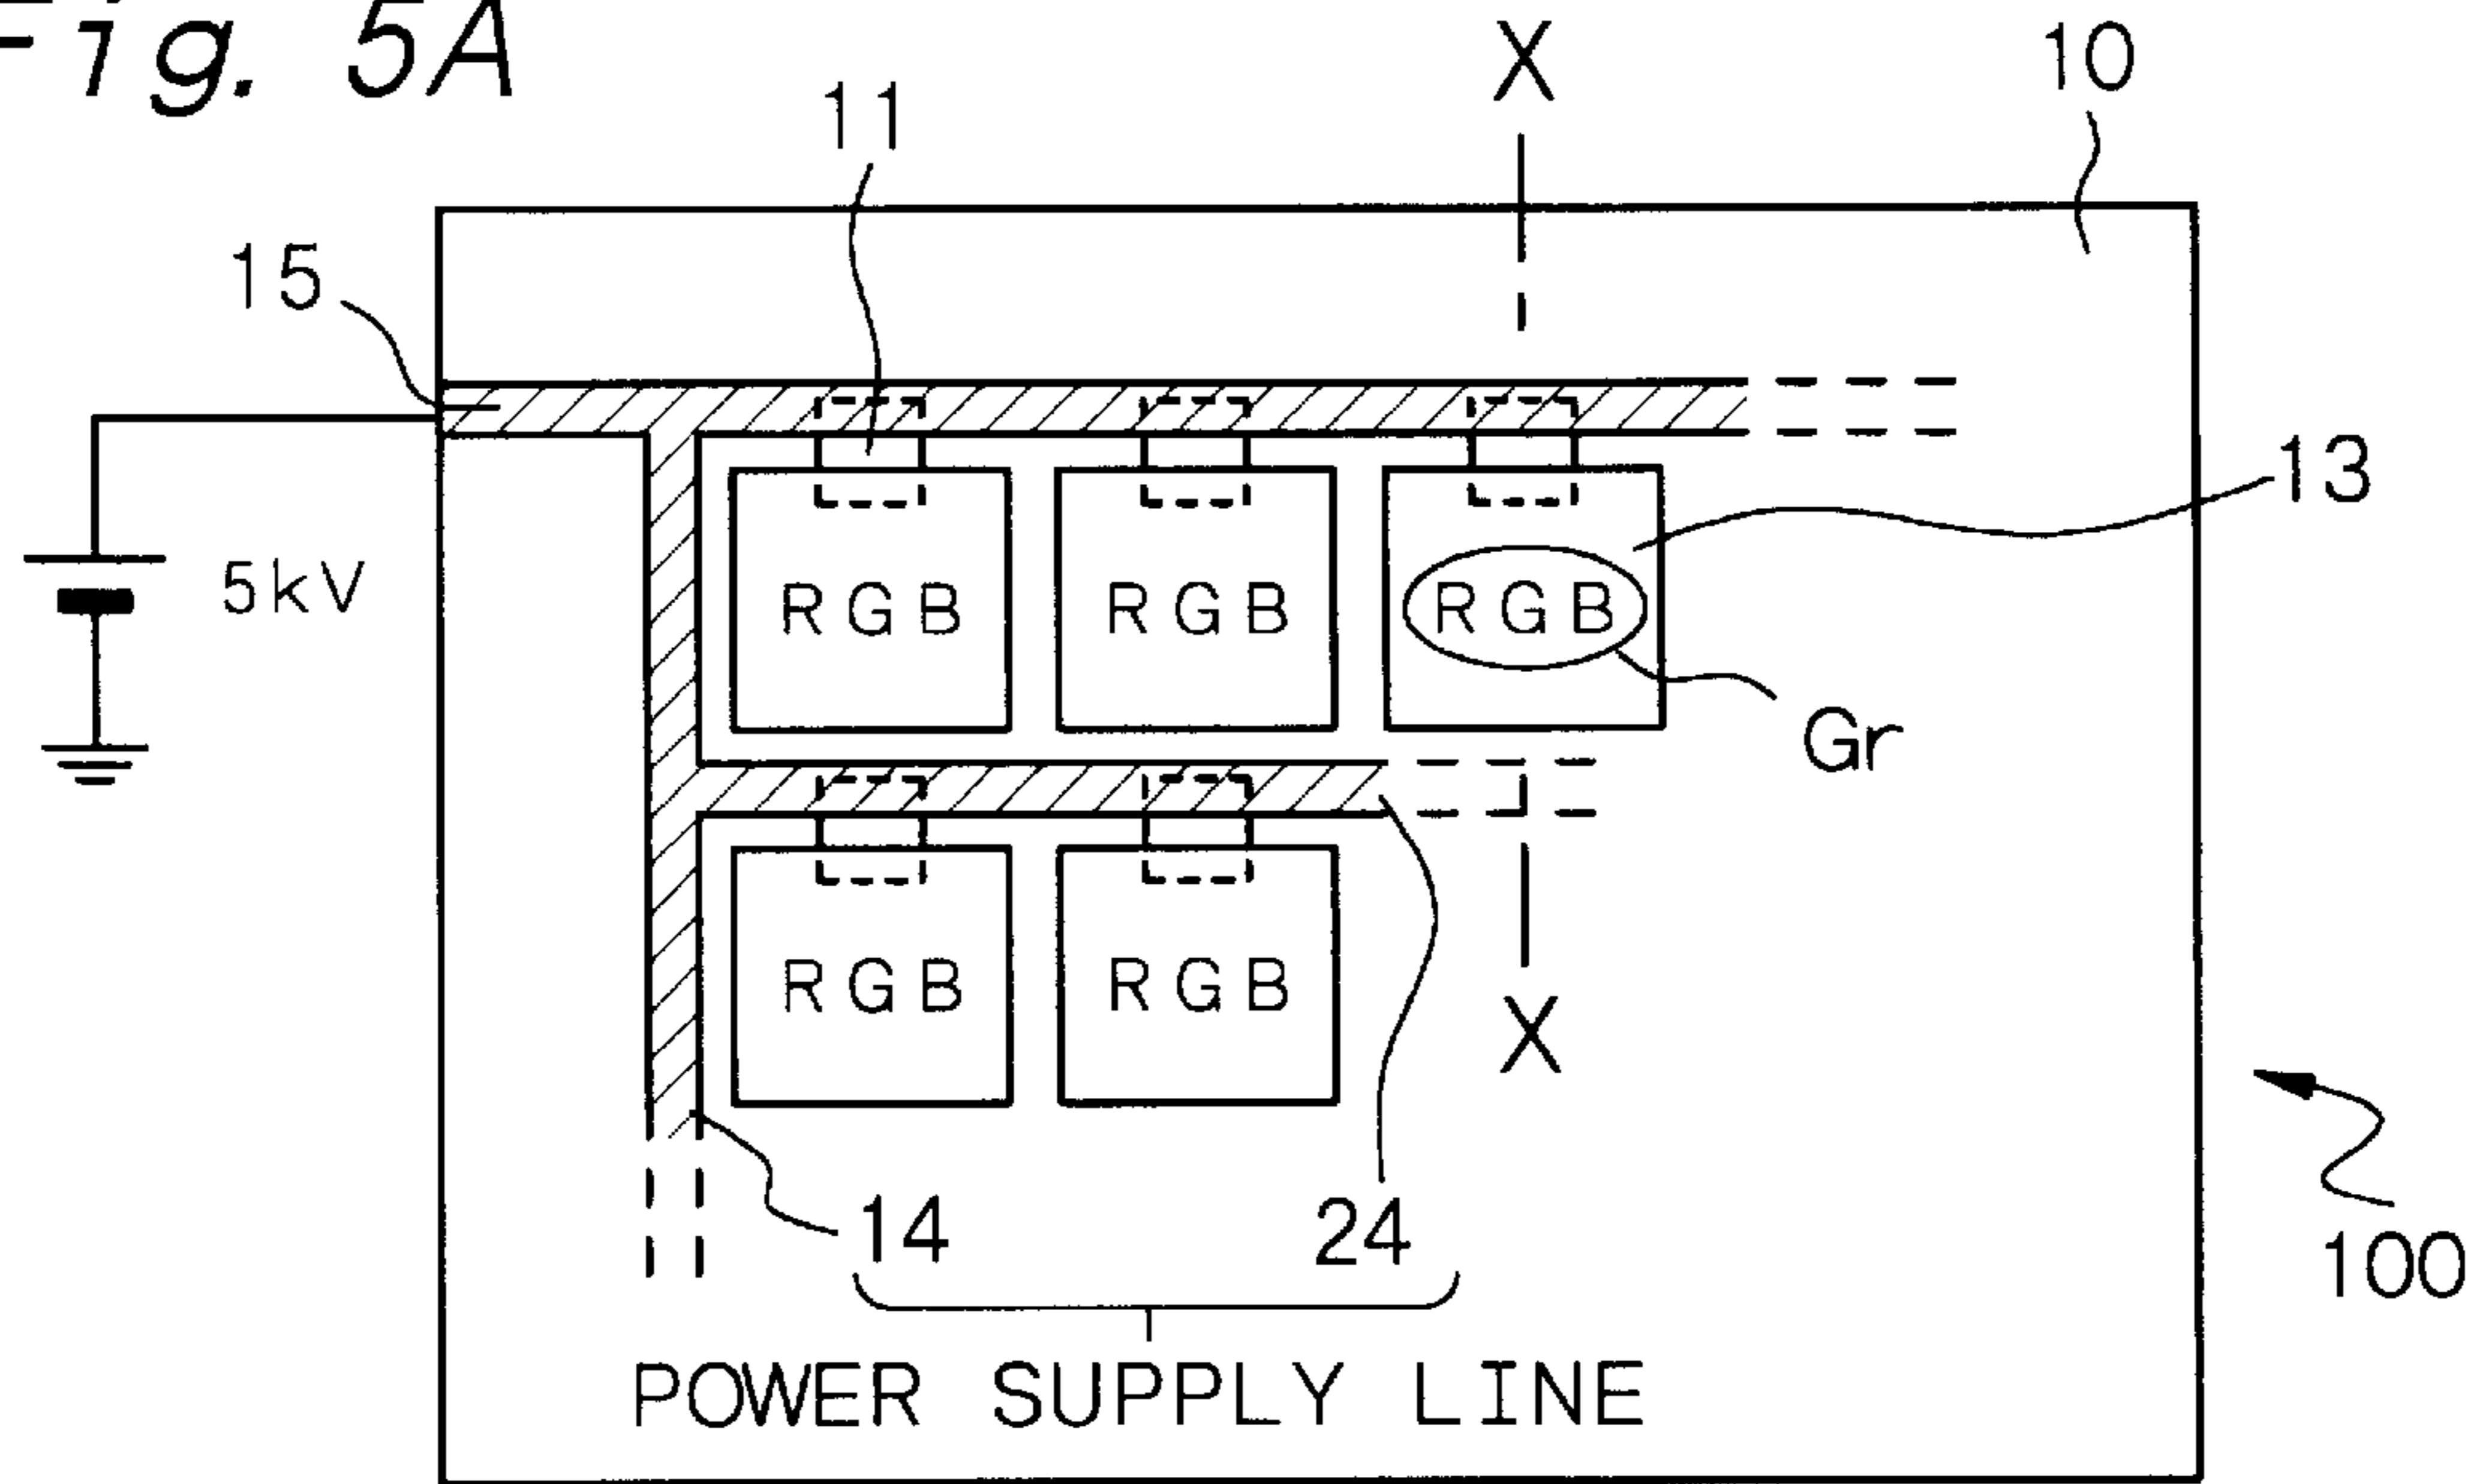 Fig. 5A
X
10
11
15
13
5kV
RGB
RGB
RGB
Gr
RGB
RGB
X
14
24
100
POWER SUPPLY LINE